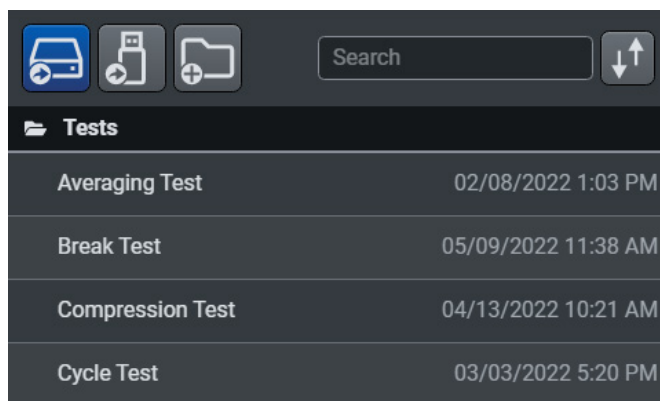 Search
Tests
Averaging Test 02/08/2022 1:03 PM
Break Test 05/09/2022 11:38 AM
Compression Test 04/13/2022 10:21 AM
Cycle Test 03/03/2022 5:20 PM